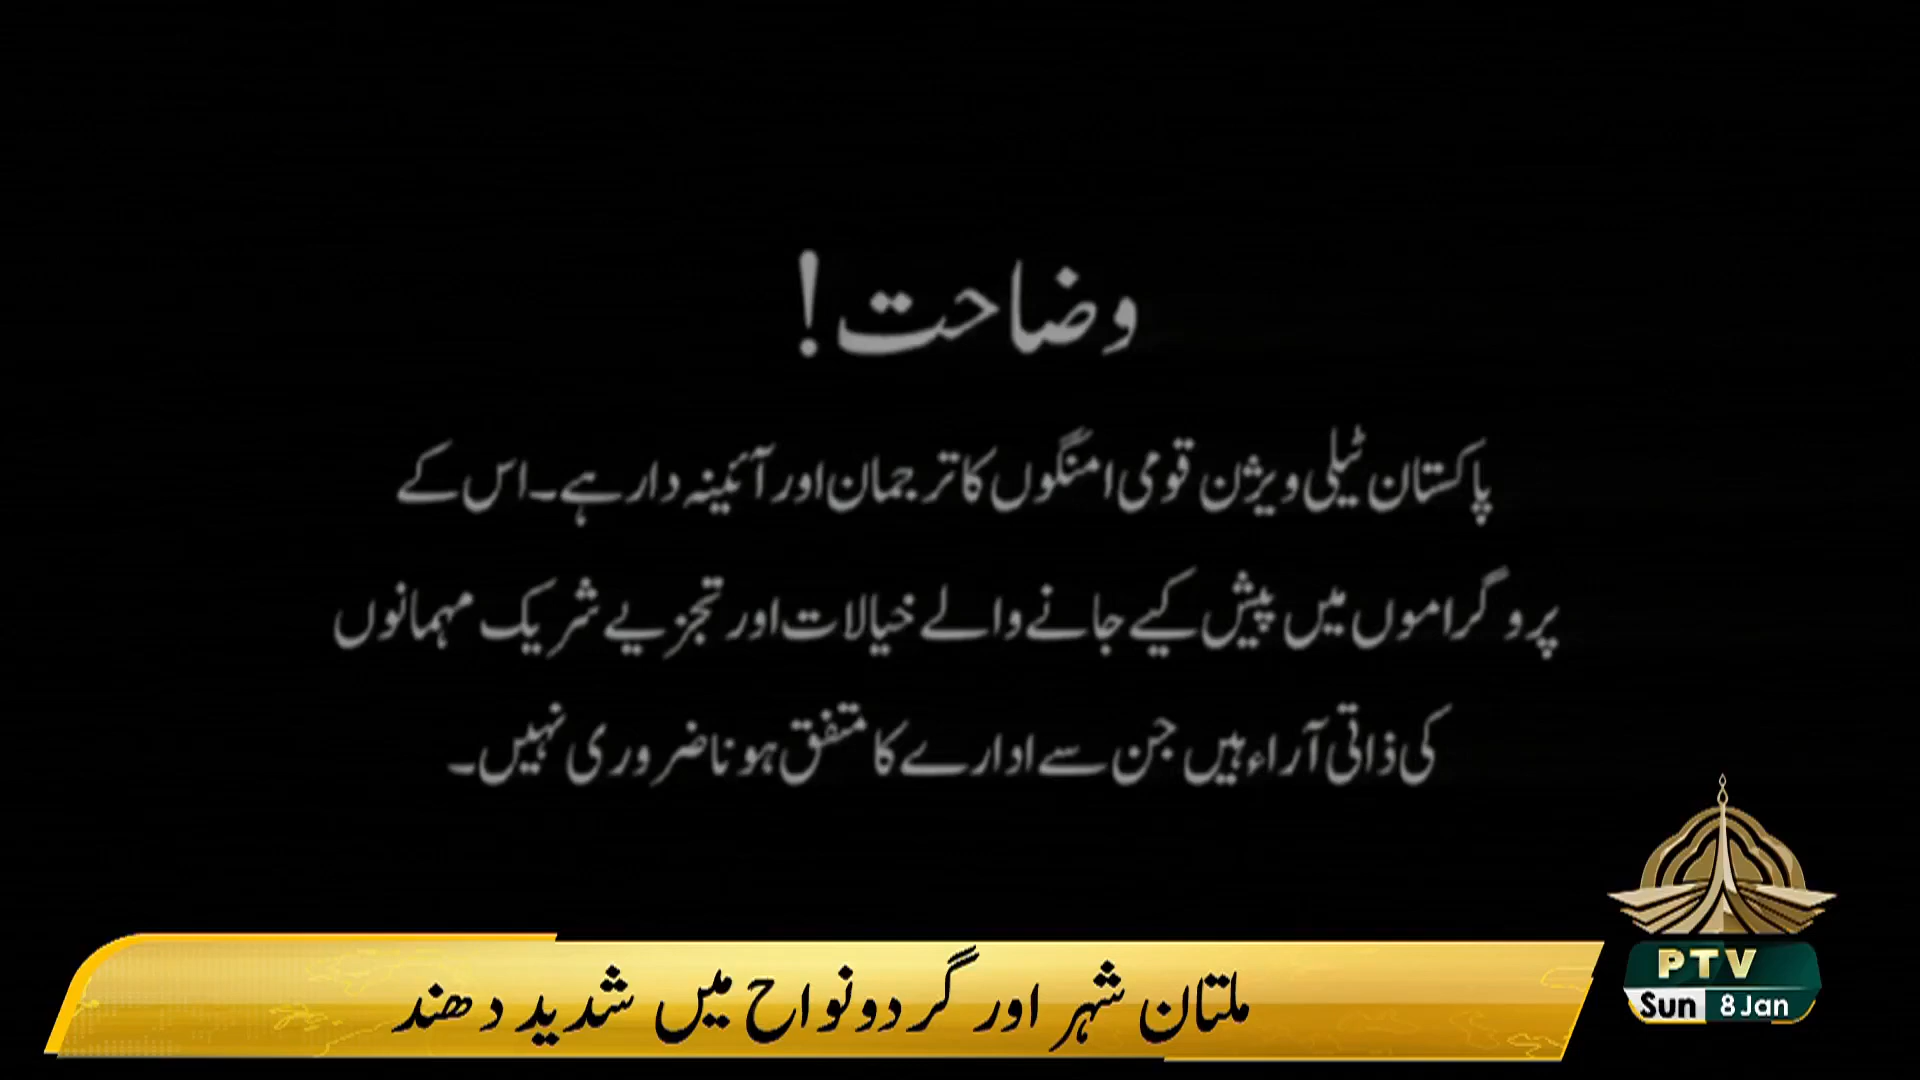 وضاحت!
پاکستان ٹیلی ویژن قومی امنگوں کا ترجمان اور آئینہ دار ہے۔ اس کے
پروگراموں میں پیش کیے جانے والے خیالات اور تجزیے شریک مہمانوں
کی ذاتی آراء ہیں جن سے ادارے کا متفق ہونا ضروری نہیں۔
ملتان شہر اور گردونواح میں شدید دھند
PTV
Sun 8 Jan